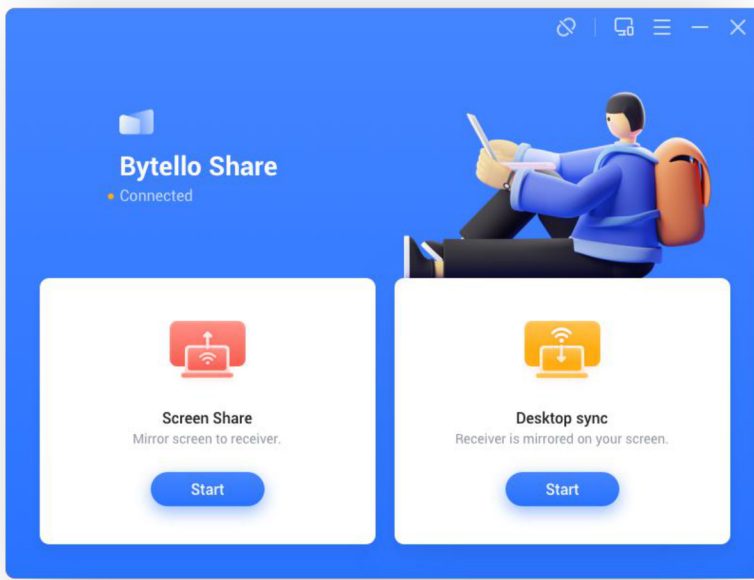 Bytello Share
Connected
Screen Share
Mirror screen to receiver.
Start
Desktop sync
Receiver is mirrored on your screen.
Start